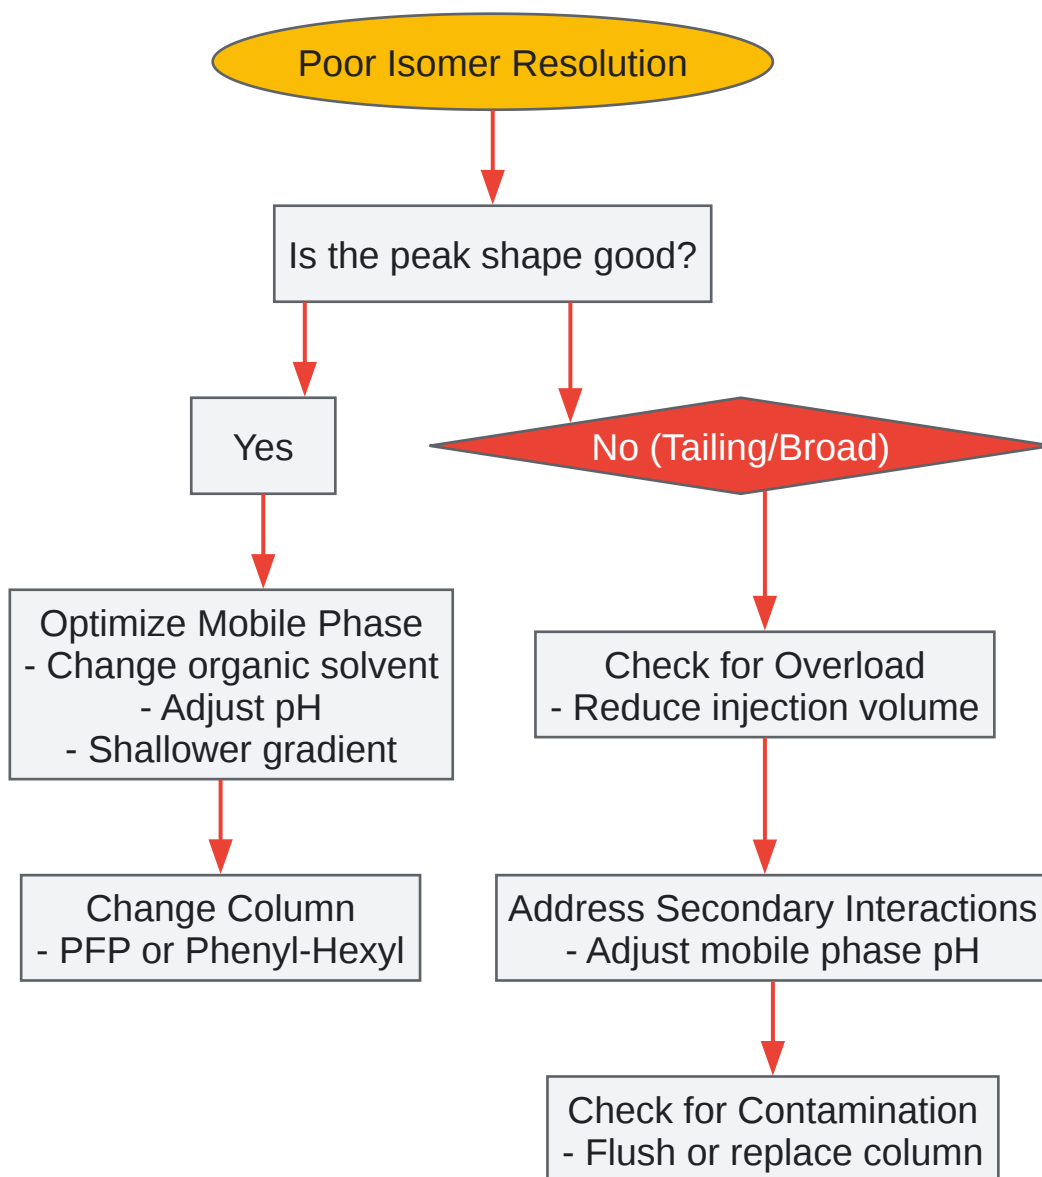 Poor Isomer Resolution
Is the peak shape good?
Yes
No (Tailing/Broad)
Optimize Mobile Phase
- Change organic solvent
- Adjust pH
- Shallower gradient
Check for Overload
- Reduce injection volume
Change Column
- PFP or Phenyl-Hexyl
Address Secondary Interactions
- Adjust mobile phase pH
Check for Contamination
- Flush or replace column